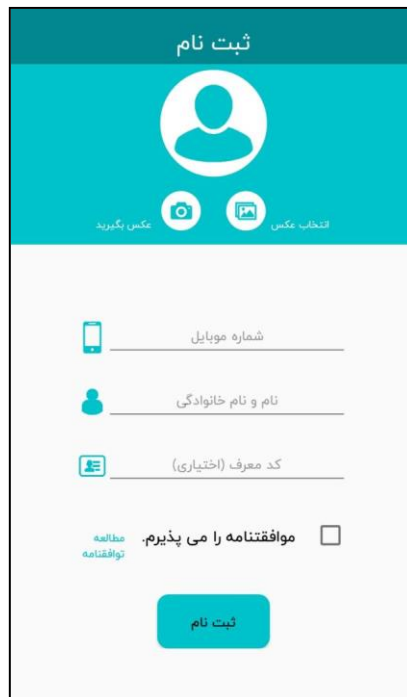 ثبت نام
انتخاب عکس
عکس بگیرید
شماره موبایل
نام و نام خانوادگی
کد معرف (اختیاری)
موافقتنامه را می پذیرم.
مطالعه
توافقنامه
ثبت نام